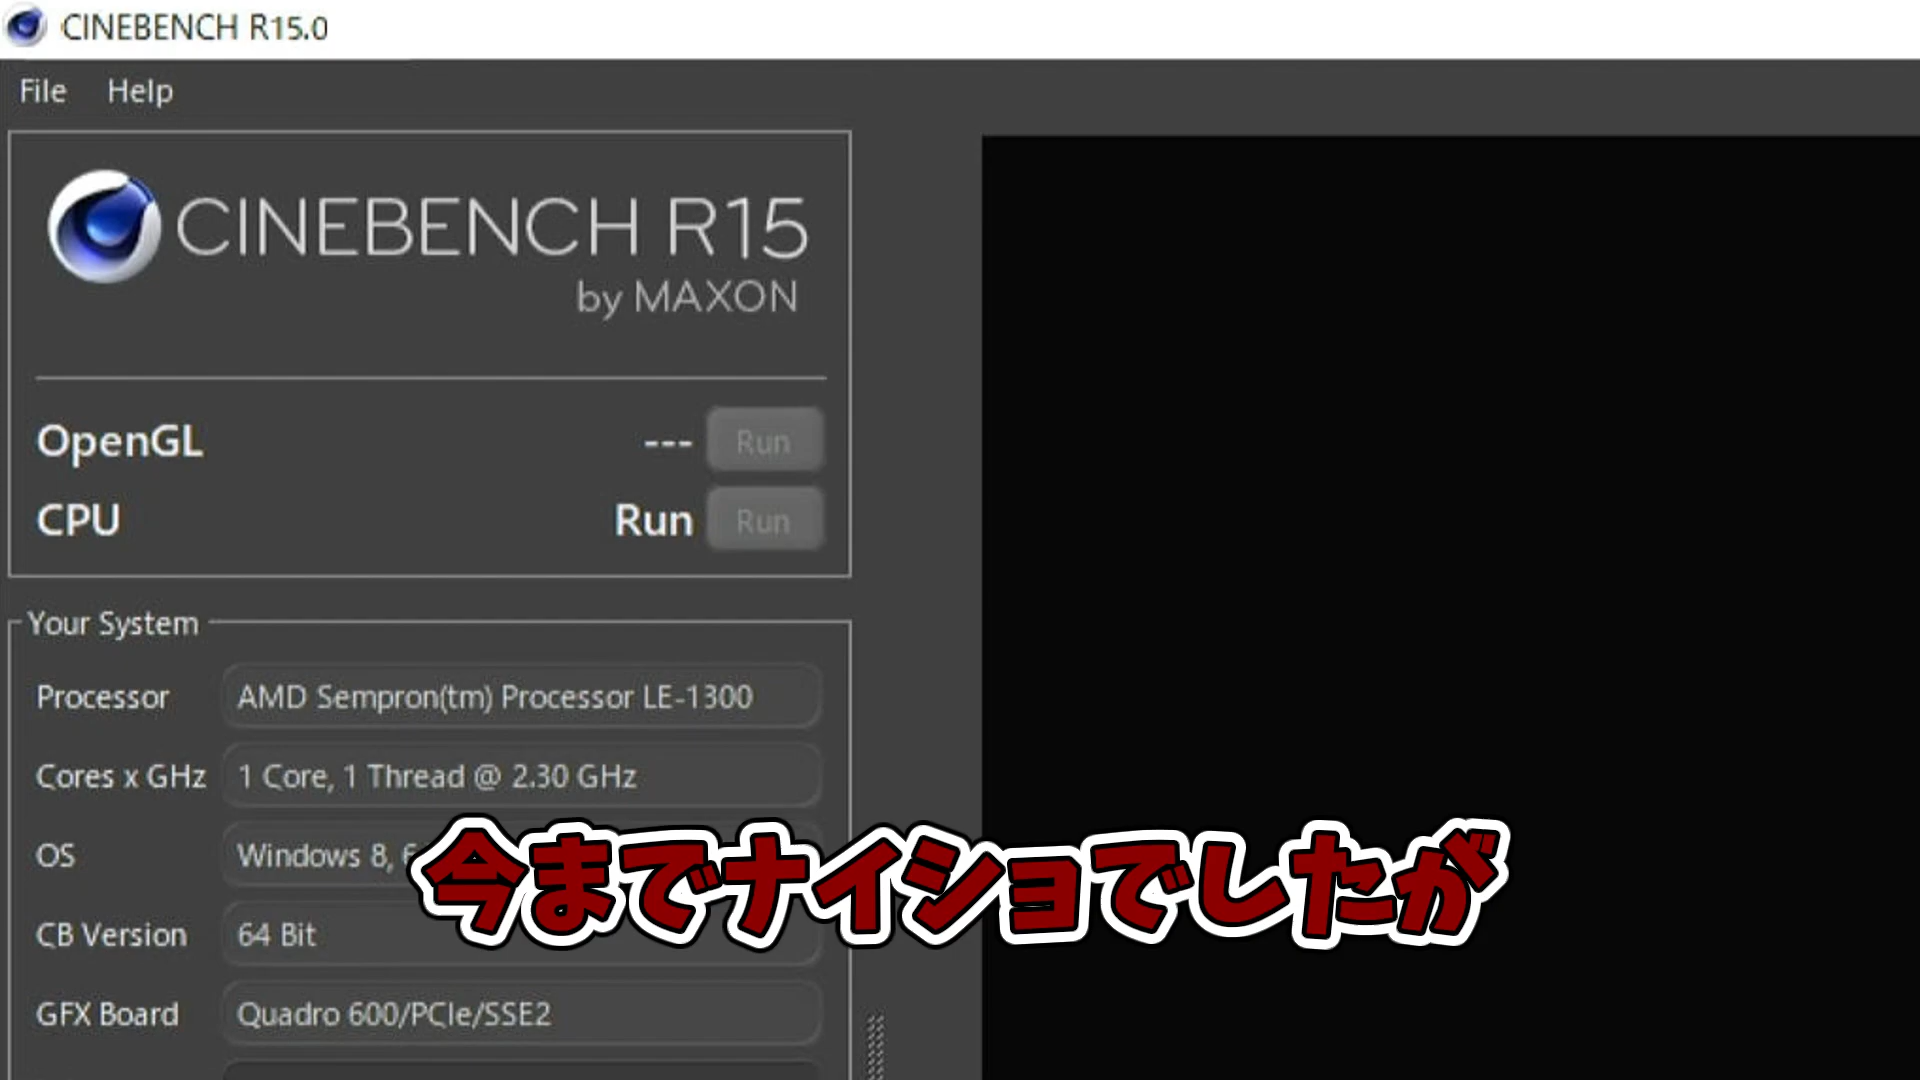 CINEBENCH R15.0
File Help
CINEBENCH R15
by MAXON
OpenGL --- Run
CPU Run Run
Your System
Processor AMD Sempron(tm) Processor LE-1300
Cores x GHz 1 Core, 1 Thread @ 2.30 GHz
OS Windows 8,
今までナイショでしたが
CB Version 64 Bit
GFX Board Quadro 600/PCIe/SSE2